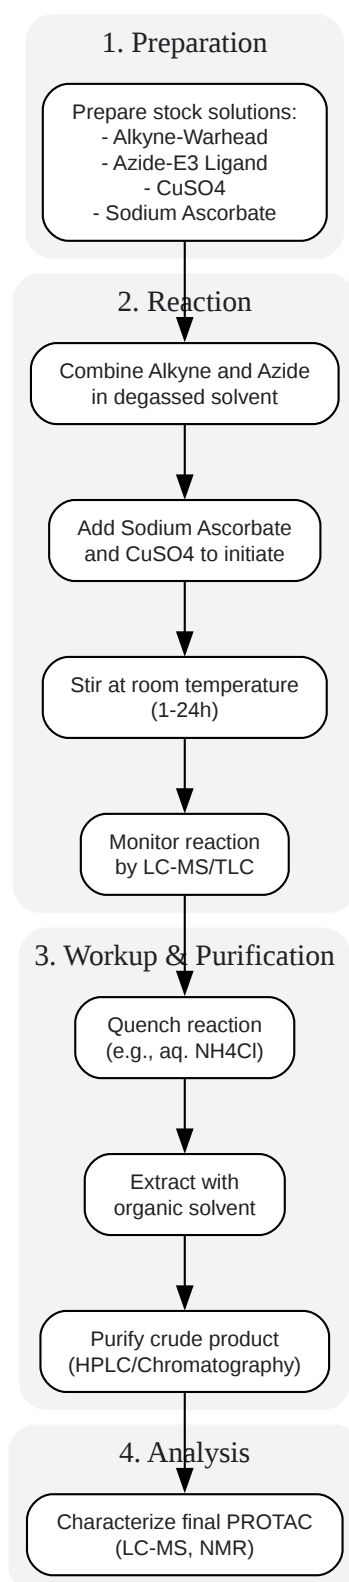 1. Preparation
Prepare stock solutions:
- Alkyne-Warhead
- Azide-E3 Ligand
- CuSO4
- Sodium Ascorbate
2. Reaction
Combine Alkyne and Azide
in degassed solvent
Add Sodium Ascorbate
and CuSO4 to initiate
Stir at room temperature
(1-24h)
Monitor reaction
by LC-MS/TLC
3. Workup & Purification
Quench reaction
(e.g., aq. NH4Cl)
Extract with
organic solvent
Purify crude product
(HPLC/Chromatography)
4. Analysis
Characterize final PROTAC
(LC-MS, NMR)